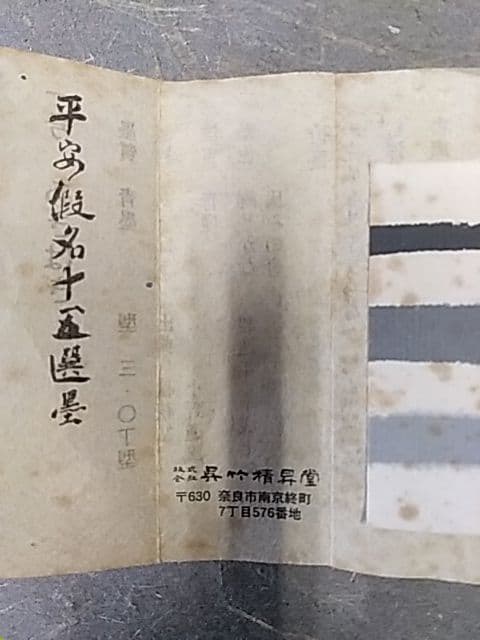 平安假名十五選墨
株式会社 呉竹精昇堂
〒630 奈良市南京終町
7丁目576番地